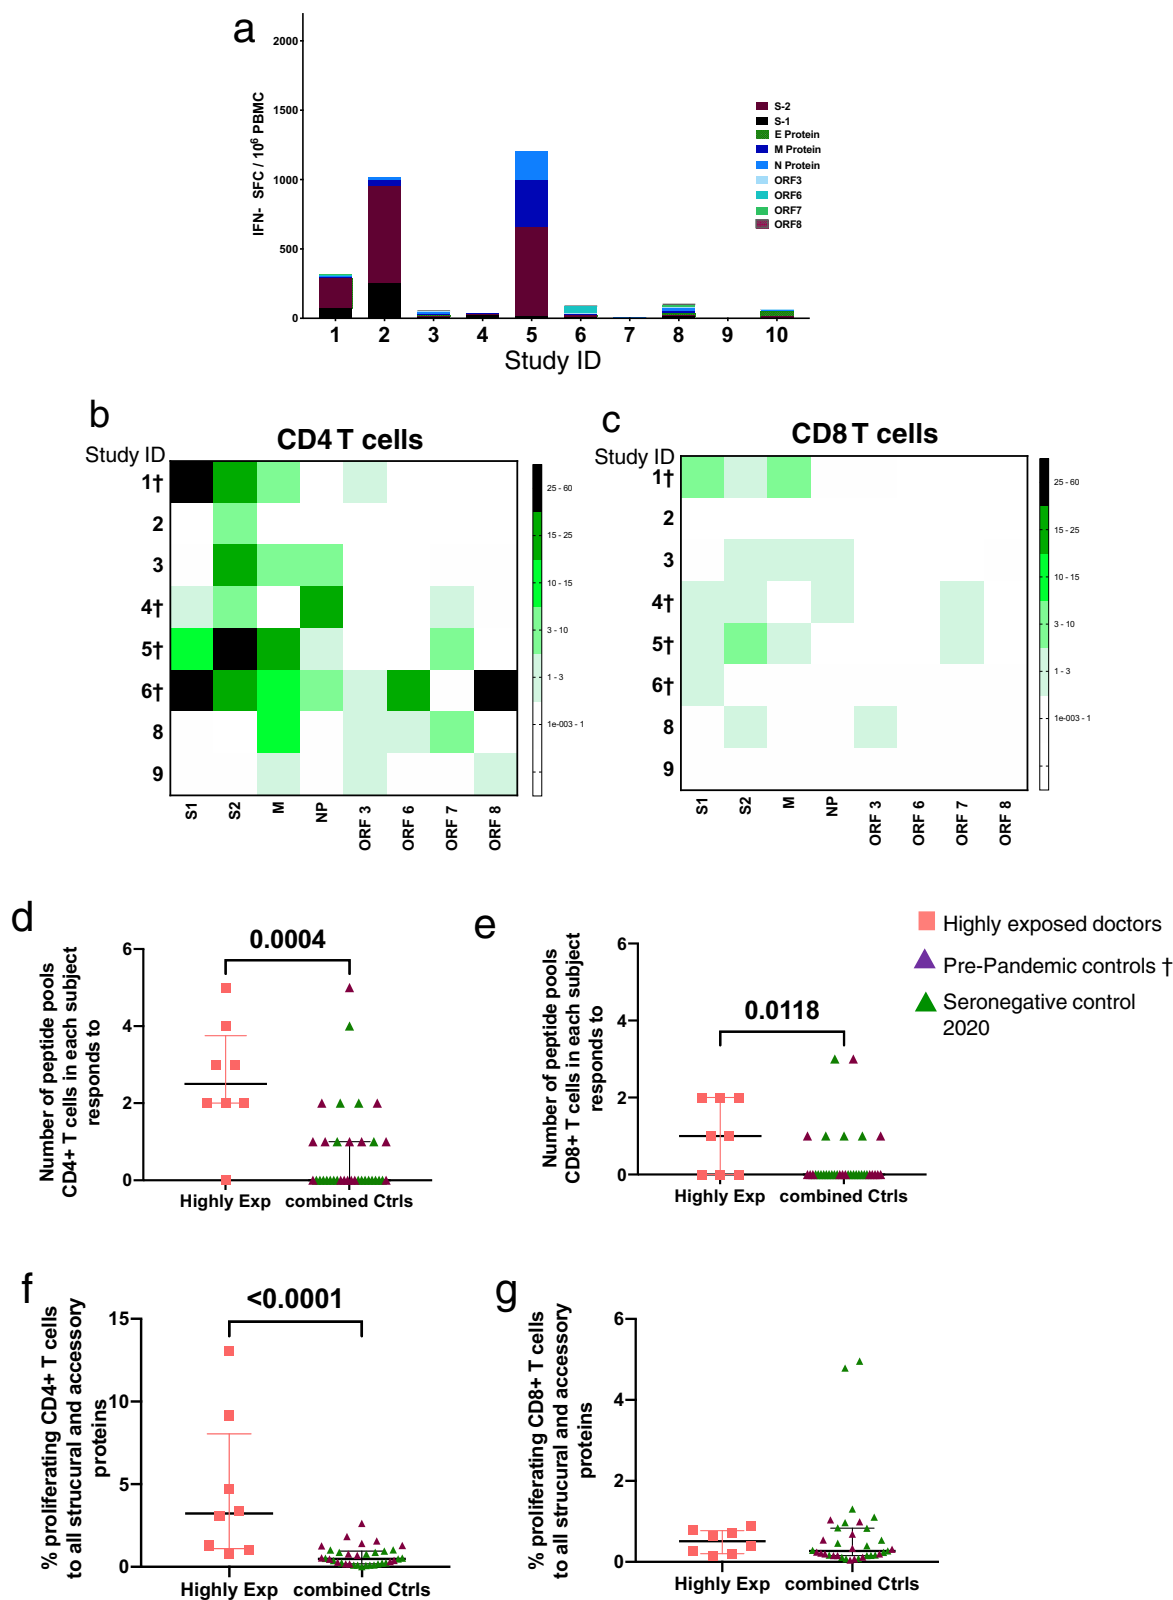 a
IFN- SFC / 10⁶ PBMC
2000
1500
1000
500
0
1 2 3 4 5 6 7 8 9 10
Study ID
S-2
S-1
E Protein
M Protein
N Protein
ORF3
ORF6
ORF7
ORF8
b
CD4 T cells
Study ID
1†
2
3
4†
5†
6†
8
9
S1 S2 M NP ORF 3 ORF 6 ORF 7 ORF 8
25 - 60
15 - 25
10 - 15
3 - 10
1 - 3
1e-003 - 1
c
CD8 T cells
Study ID
1†
2
3
4†
5†
6†
8
9
S1 S2 M NP ORF 3 ORF 6 ORF 7 ORF 8
25 - 60
15 - 25
10 - 15
3 - 10
1 - 3
1e-003 - 1
d
Number of peptide pools
CD4+ T cells in each subject
responds to
6
4
2
0
0.0004
Highly Exp combined Ctrls
e
Number of peptide pools
CD8+ T cells in each subject
responds to
6
4
2
0
0.0118
Highly Exp combined Ctrls
Highly exposed doctors
Pre-Pandemic controls †
Seronegative control
2020
f
% proliferating CD4+ T cells
to all strucural and accessory
proteins
15
10
5
0
<0.0001
Highly Exp combined Ctrls
g
% proliferating CD8+ T cells
to all strucural and accessory
proteins
6
4
2
0
Highly Exp combined Ctrls